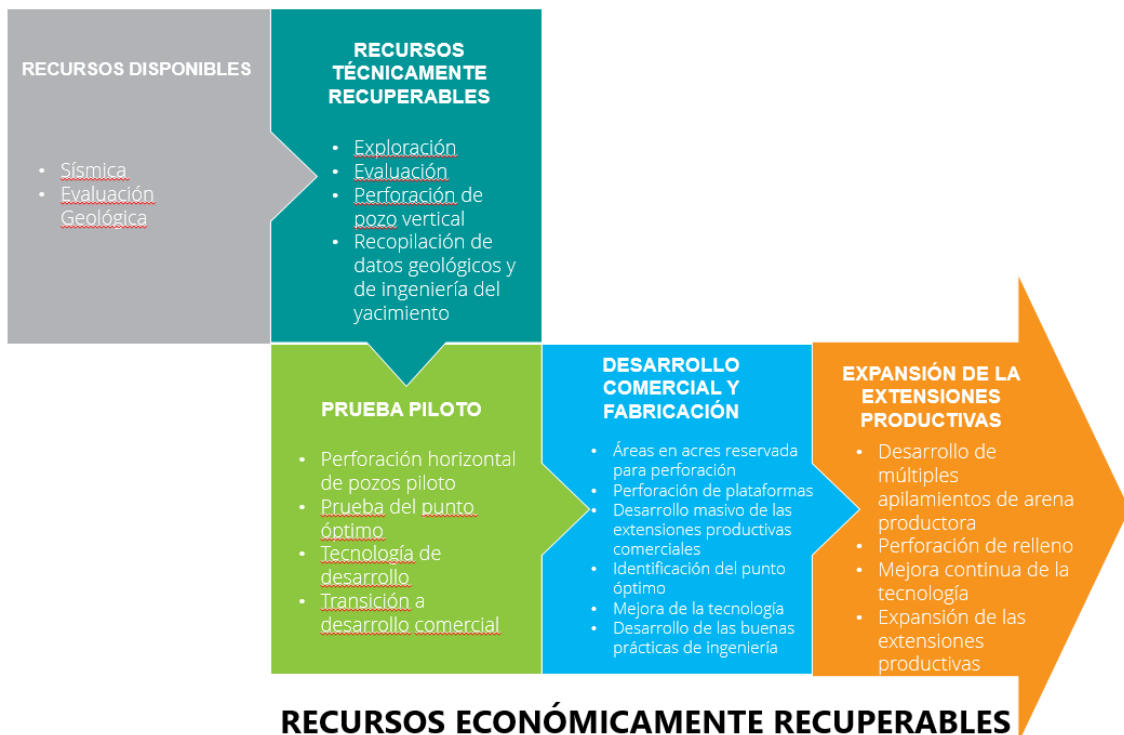 RECURSOS DISPONIBLES
• Sísmica
• Evaluación
Geológica
RECURSOS
TÉCNICAMENTE
RECUPERABLES
• Exploración
• Evaluación
• Perforación de
pozo vertical
• Recopilación de
datos geológicos y
de ingeniería del
yacimiento
PRUEBA PILOTO
• Perforación horizontal
de pozos piloto
• Prueba del punto
óptimo
• Tecnología de
desarrollo
• Transición a
desarrollo comercial
DESARROLLO
COMERCIAL Y
FABRICACIÓN
• Áreas en acres reservada
para perforación
• Perforación de plataformas
• Desarrollo masivo de las
extensiones productivas
comerciales
• Identificación del punto
óptimo
• Mejora de la tecnología
• Desarrollo de las buenas
prácticas de ingeniería
EXPANSIÓN DE LA
EXTENSIONES
PRODUCTIVAS
• Desarrollo de
múltiples
apilamientos de arena
productora
• Perforación de relleno
• Mejora continua de la
tecnología
• Expansión de las
extensiones
productivas
RECURSOS ECONÓMICAMENTE RECUPERABLES